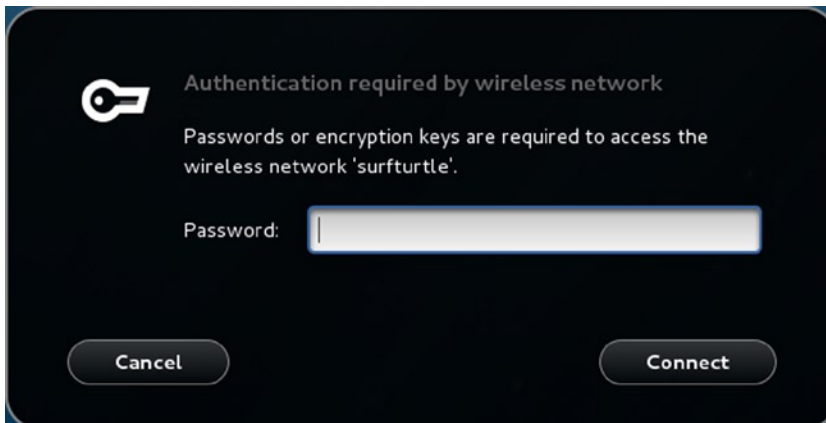 Authentication required by wireless network
Passwords or encryption keys are required to access the
wireless network 'surfturtle'.
Password:
Cancel
Connect